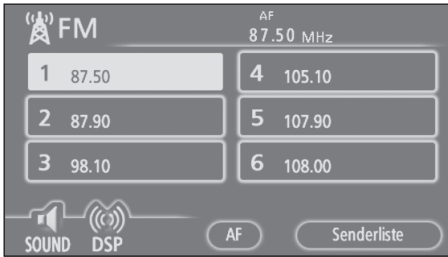 FM
AF
87.50 MHz
1 87.50
2 87.90
3 98.10
4 105.10
5 107.90
6 108.00
SOUND
DSP
AF
Senderliste